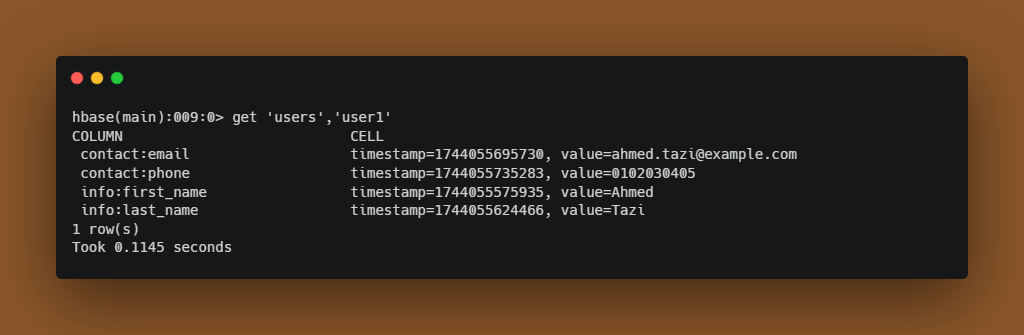 hbase(main):009:0> get 'users','user1'
COLUMN                           CELL
 contact:email                   timestamp=1744055695730, value=ahmed.tazi@example.com
 contact:phone                   timestamp=1744055735283, value=0102030405
 info:first_name                 timestamp=1744055575935, value=Ahmed
 info:last_name                  timestamp=1744055624466, value=Tazi
1 row(s)
Took 0.1145 seconds